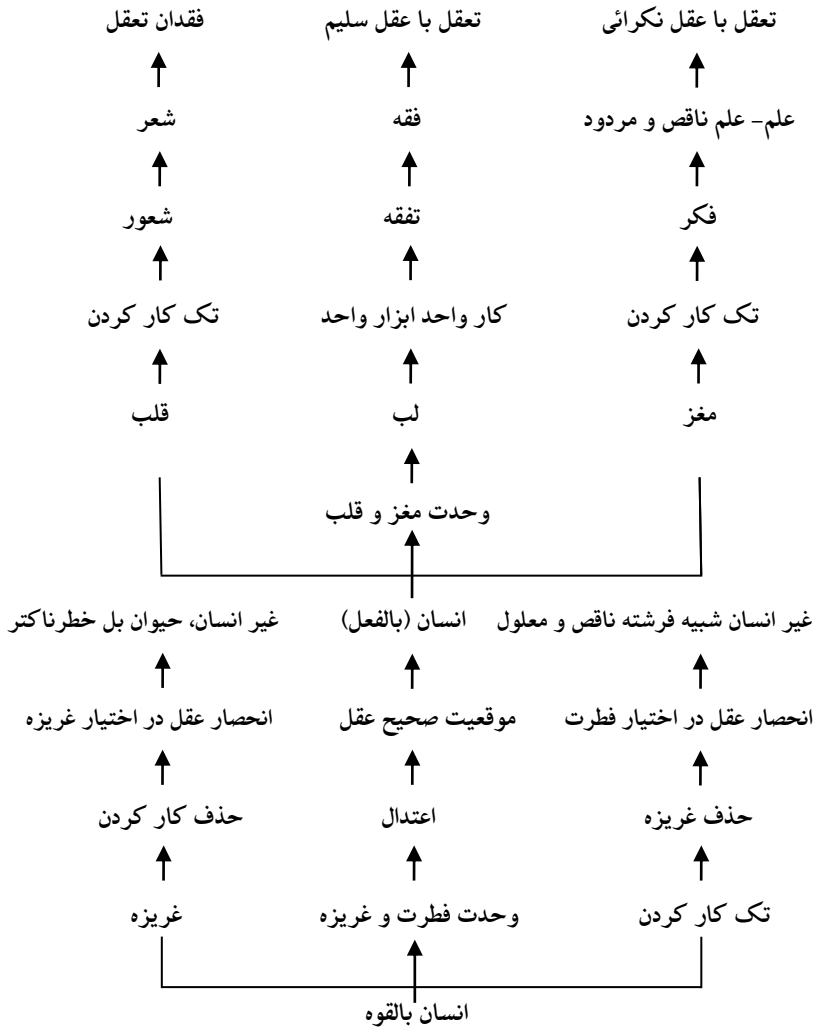 تعقل با عقل نکرائی تعقل با عقل سلیم فقدان تعقل
علم- علم ناقص و مردود فقه شعر
فکر تفقه شعور
تک کار کردن کار واحد ابزار واحد تک کار کردن
مغز لب قلب
وحدت مغز و قلب
غیر انسان شبیه فرشته ناقص و معلول انسان (بالفعل) غیر انسان، حیوان بل خطرناکتر
انحصار عقل در اختیار فطرت موقعیت صحیح عقل انحصار عقل در اختیار غریزه
حذف غریزه اعتدال حذف کار کردن
تک کار کردن وحدت فطرت و غریزه غریزه
انسان بالقوه